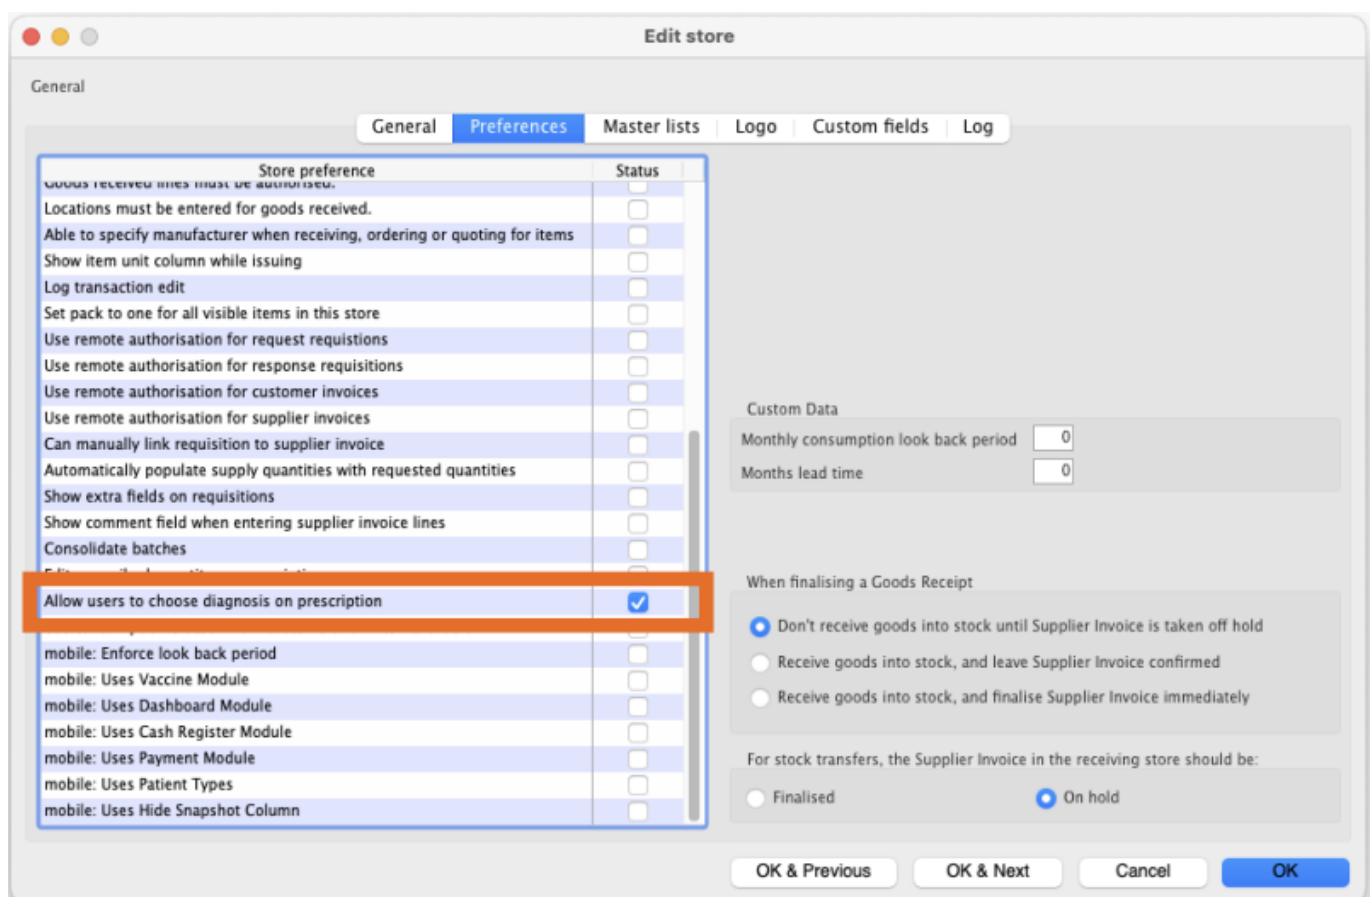 Edit store
General
General Preferences Master lists Logo Custom fields Log
Store preference Status
Goods received lines must be authorised.
Locations must be entered for goods received.
Able to specify manufacturer when receiving, ordering or quoting for items
Show item unit column while issuing
Log transaction edit
Set pack to one for all visible items in this store
Use remote authorisation for request requistions
Use remote authorisation for response requisitions
Use remote authorisation for customer invoices
Use remote authorisation for supplier invoices
Can manually link requisition to supplier invoice
Automatically populate supply quantities with requested quantities
Show extra fields on requisitions
Show comment field when entering supplier invoice lines
Consolidate batches
Allow users to choose diagnosis on prescription
mobile: Enforce look back period
mobile: Uses Vaccine Module
mobile: Uses Dashboard Module
mobile: Uses Cash Register Module
mobile: Uses Payment Module
mobile: Uses Patient Types
mobile: Uses Hide Snapshot Column
Custom Data
Monthly consumption look back period 0
Months lead time 0
When finalising a Goods Receipt
Don't receive goods into stock until Supplier Invoice is taken off hold
Receive goods into stock, and leave Supplier Invoice confirmed
Receive goods into stock, and finalise Supplier Invoice immediately
For stock transfers, the Supplier Invoice in the receiving store should be:
Finalised On hold
OK & Previous OK & Next Cancel OK